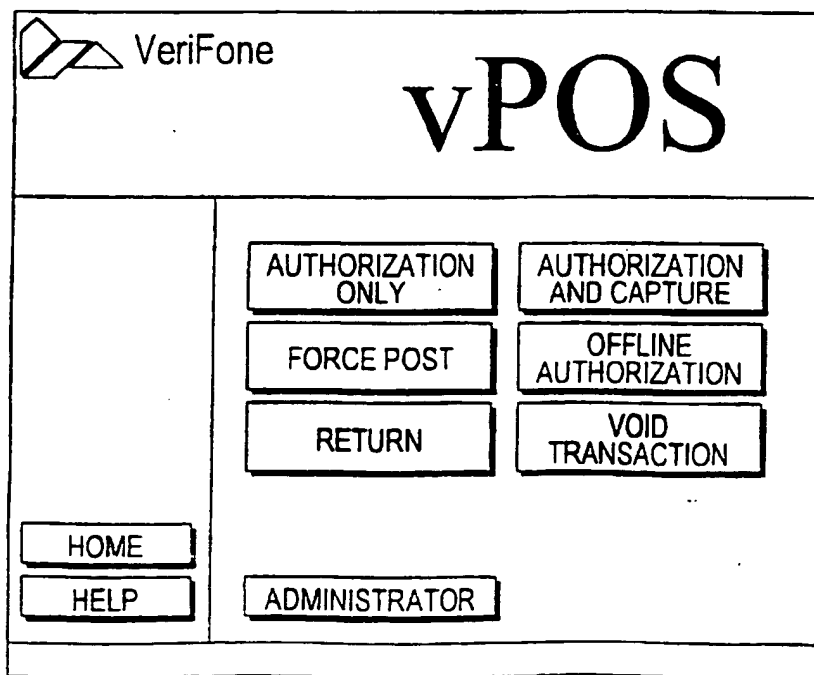 VeriFone
vPOS
AUTHORIZATION
ONLY
AUTHORIZATION
AND CAPTURE
FORCE POST
OFFLINE
AUTHORIZATION
RETURN
VOID
TRANSACTION
HOME
HELP
ADMINISTRATOR